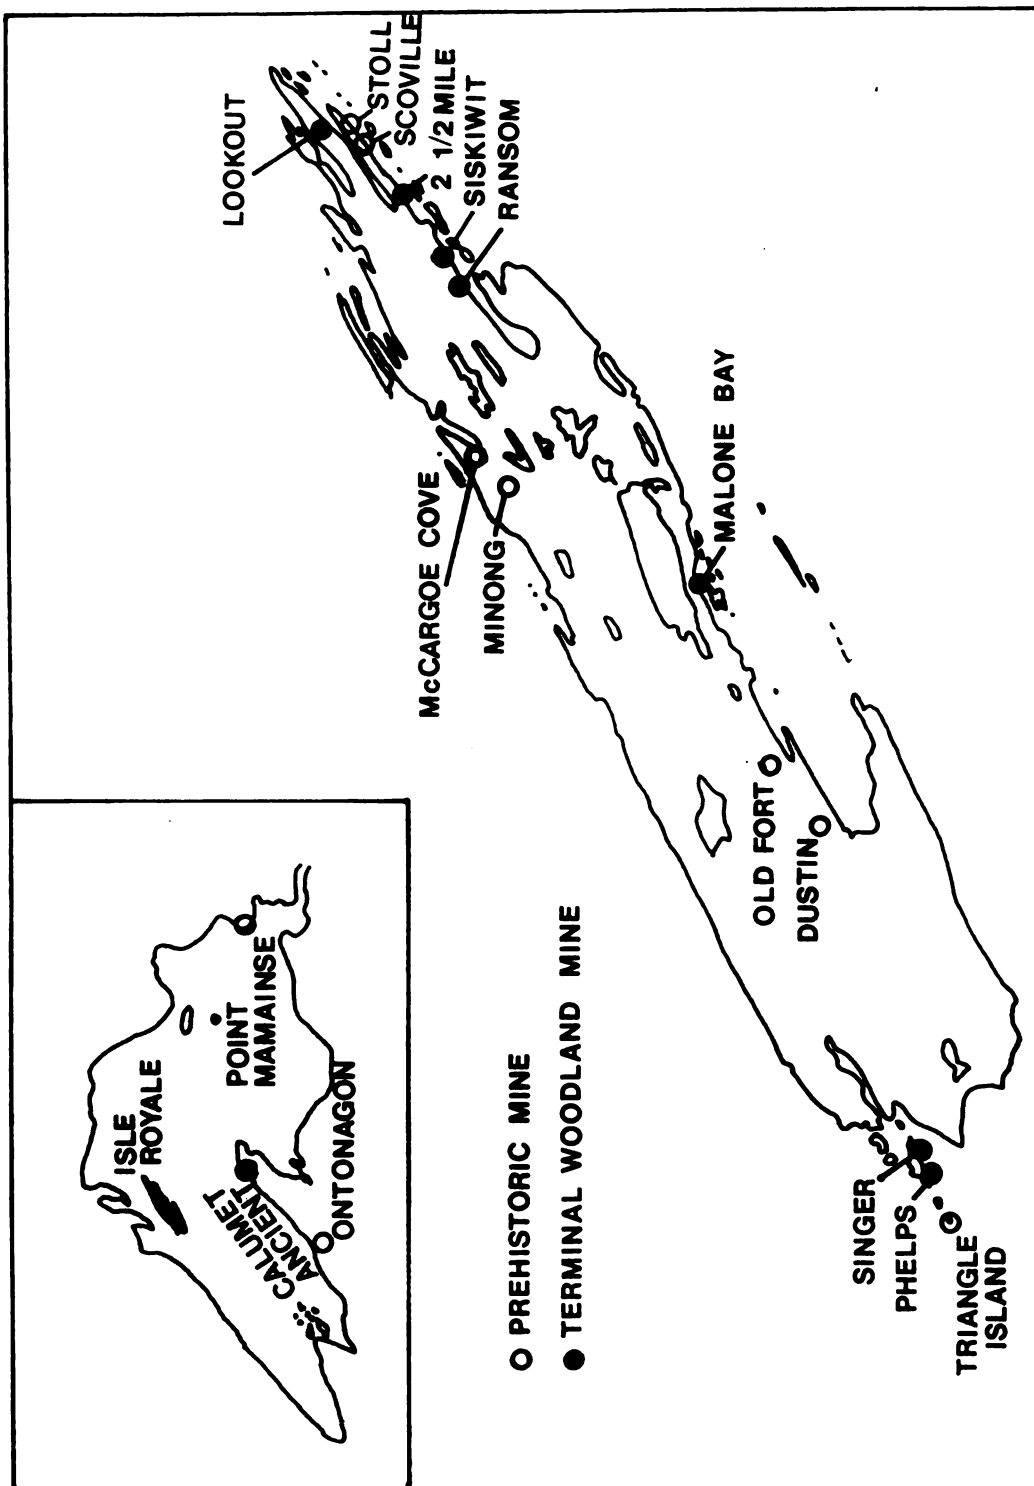 LOOKOUT
STOLL
SCOVILLE
2 1/2 MILE
SISKIWIT
RANSOM
McCARGOE COVE
MINONG
MALONE BAY
OLD FORT
DUSTIN
SINGER
PHELPS
TRIANGLE
ISLAND
ISLE
ROYALE
POINT
MAMAINSE
CALUMET
ANCIENT
ONTONAGON
PREHISTORIC MINE
TERMINAL WOODLAND MINE